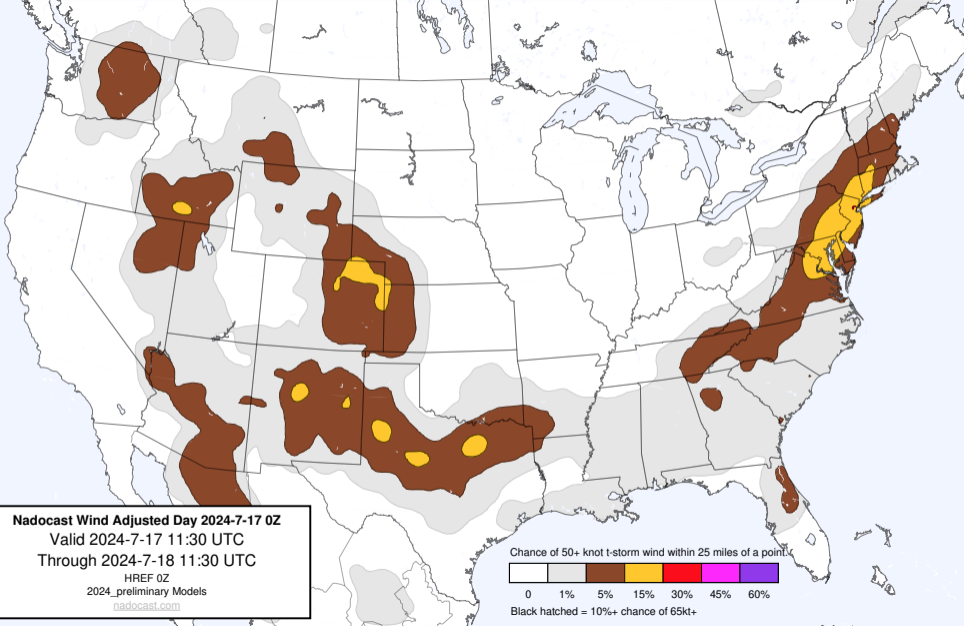 Nadocast Wind Adjusted Day 2024-7-17 0Z
Valid 2024-7-17 11:30 UTC
Through 2024-7-18 11:30 UTC
HREF 0Z
2024_preliminary Models
nadocast.com
Chance of 50+ knot t-storm wind within 25 miles of a point.
0 1% 5% 15% 30% 45% 60%
Black hatched = 10%+ chance of 65kt+